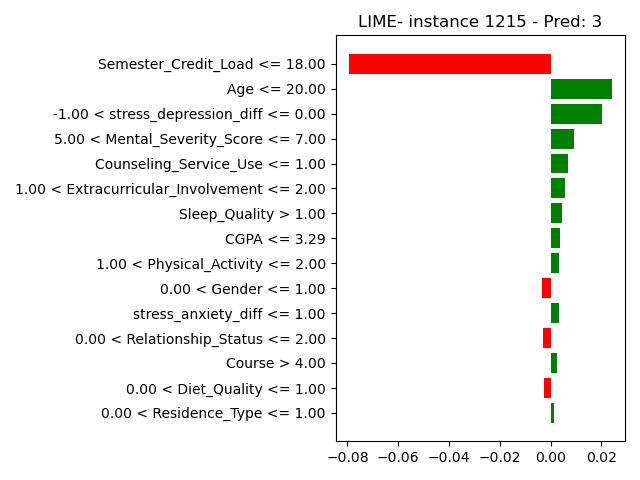 LIME- instance 1215 - Pred: 3
Semester_Credit_Load <= 18.00
Age <= 20.00
-1.00 < stress_depression_diff <= 0.00
5.00 < Mental_Severity_Score <= 7.00
Counseling_Service_Use <= 1.00
1.00 < Extracurricular_Involvement <= 2.00
Sleep_Quality > 1.00
CGPA <= 3.29
1.00 < Physical_Activity <= 2.00
0.00 < Gender <= 1.00
stress_anxiety_diff <= 1.00
0.00 < Relationship_Status <= 2.00
Course > 4.00
0.00 < Diet_Quality <= 1.00
0.00 < Residence_Type <= 1.00
−0.08 −0.06 −0.04 −0.02 0.00 0.02